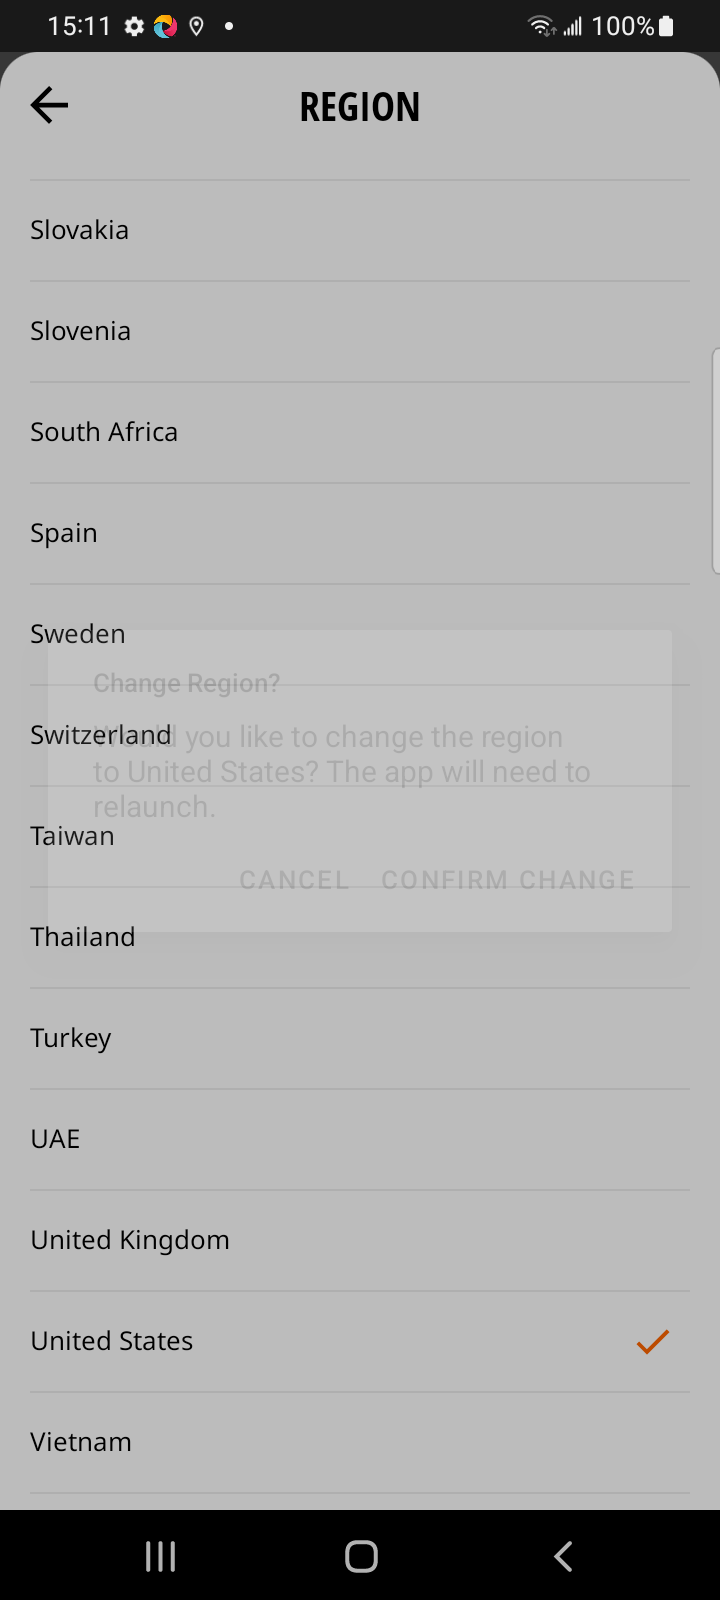 15:11
100%
REGION
Slovakia
Slovenia
South Africa
Spain
Sweden
Change Region?
Switzerland
Would you like to change the region
to United States? The app will need to
relaunch.
Taiwan
CANCEL CONFIRM CHANGE
Thailand
Turkey
UAE
United Kingdom
United States
Vietnam